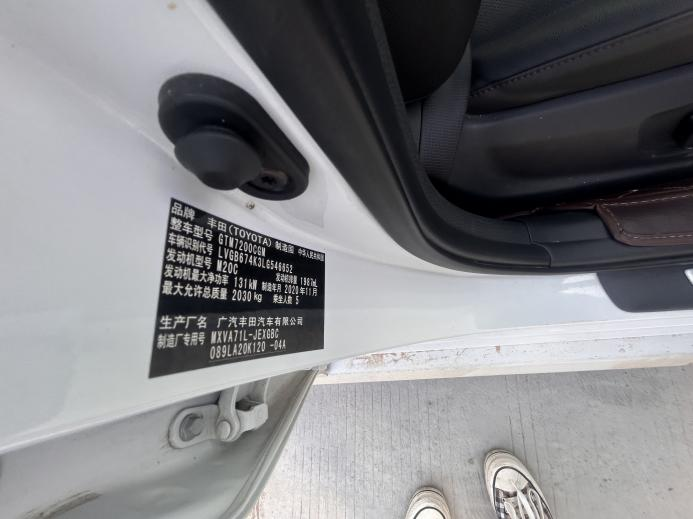 品牌 丰田(TOYOTA) 制造国 中华人民共和国
整车型号 GTM7200CGM
车辆识别代号 LVGB674K3LG546652
发动机型号 M20C 发动机排量 1987mL
发动机最大净功率 131kW 制造年月 2020年11月
最大允许总质量 2030kg 乘坐人数 5
生产厂名 广汽丰田汽车有限公司
制造厂专用号 MXVA71L-JEXGBC
089LA20K120 -04A